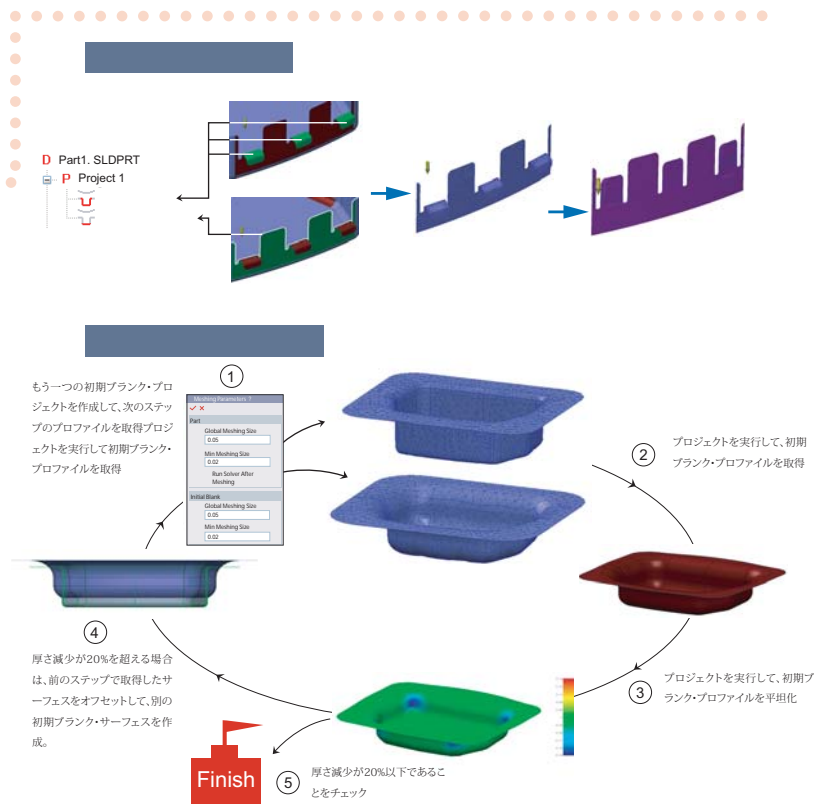 D Part1. SLDPRT
P Project 1
もう一つの初期ブランク・プロ
ジェクトを作成して、次のステッ
プのプロファイルを取得プロジ
ェクトを実行して初期ブランク・
プロファイルを取得
1
Meshing Parameters ?
Part
Global Meshing Size
0.05
Min Meshing Size
0.02
Run Solver After
Meshing
Initial Blank
Global Meshing Size
0.05
Min Meshing Size
0.02
2
プロジェクトを実行して、初期
ブランク・プロファイルを取得
3
プロジェクトを実行して、初期ブ
ランク・プロファイルを平坦化
4
厚さ減少が20%を超える場合
は、前のステップで取得したサ
ーフェスをオフセットして、別の
初期ブランク・サーフェスを作
成。
Finish
5
厚さ減少が20%以下であるこ
とをチェック